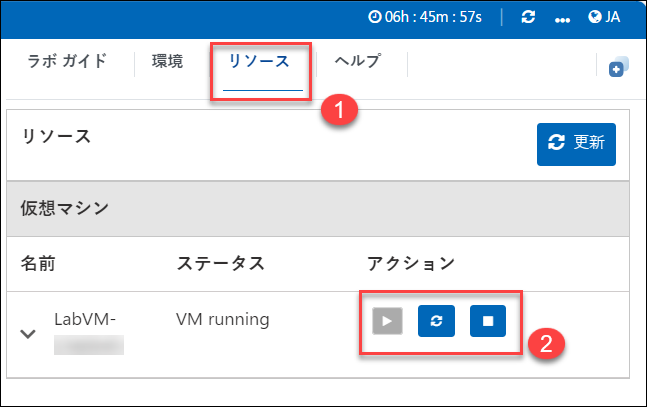 06h : 45m : 57s
JA
ラボ ガイド
環境
リソース
ヘルプ
1
リソース
更新
仮想マシン
名前
ステータス
アクション
LabVM-
VM running
2